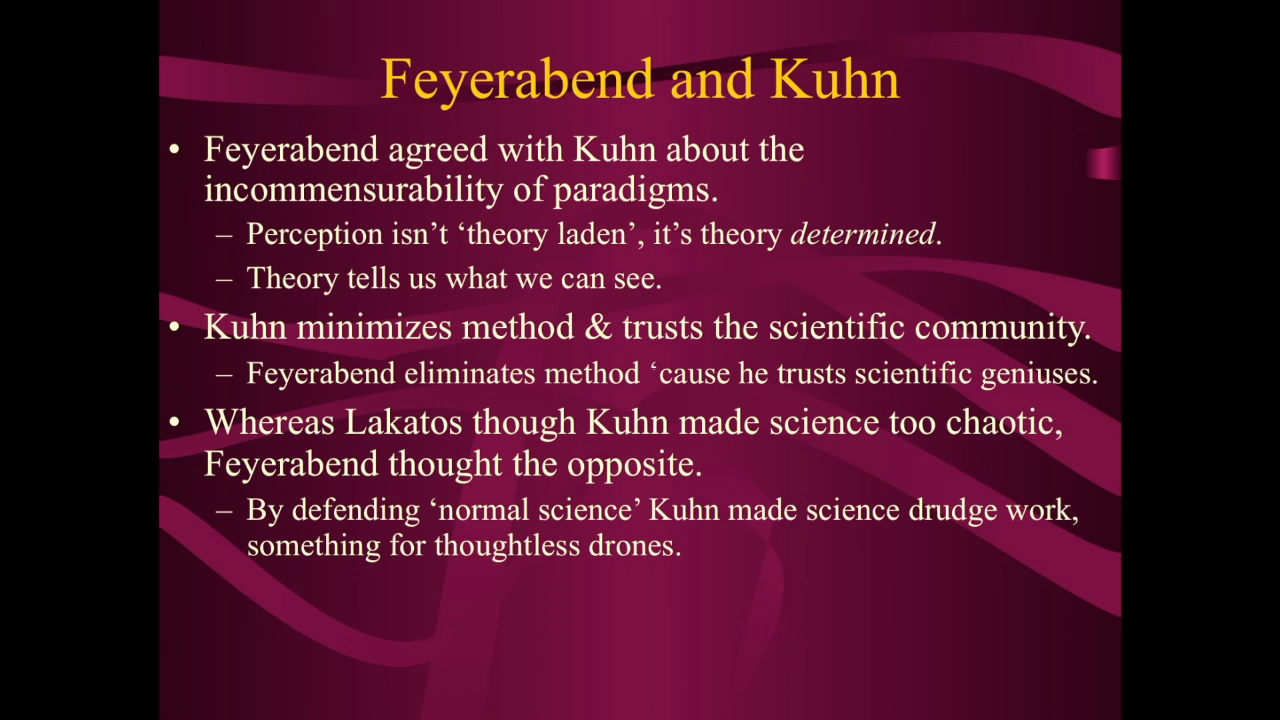 Feyerabend and Kuhn
• Feyerabend agreed with Kuhn about the
incommensurability of paradigms.
– Perception isn’t ‘theory laden’, it’s theory determined.
– Theory tells us what we can see.
• Kuhn minimizes method & trusts the scientific community.
– Feyerabend eliminates method ‘cause he trusts scientific geniuses.
• Whereas Lakatos though Kuhn made science too chaotic,
Feyerabend thought the opposite.
– By defending ‘normal science’ Kuhn made science drudge work,
something for thoughtless drones.